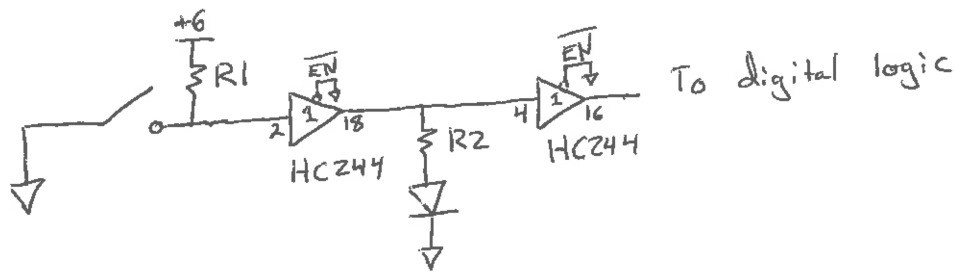 +6
R1
EN
EN
To digital logic
2
1
18
4
1
16
R2
HC244
HC244